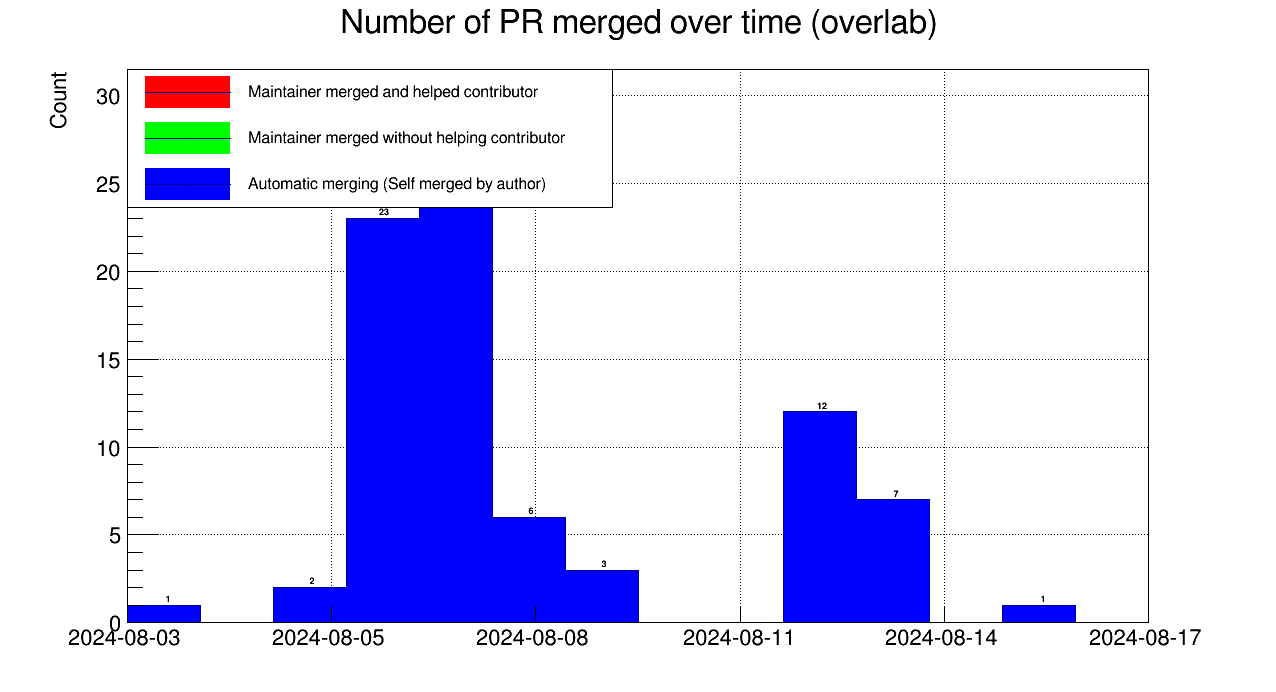 Number of PR merged over time (overlab)
Count
Maintainer merged and helped contributor
Maintainer merged without helping contributor
Automatic merging (Self merged by author)
30
25
20
15
10
5
0
23
12
7
6
3
2
1
1
2024-08-03 2024-08-05 2024-08-08 2024-08-11 2024-08-14 2024-08-17